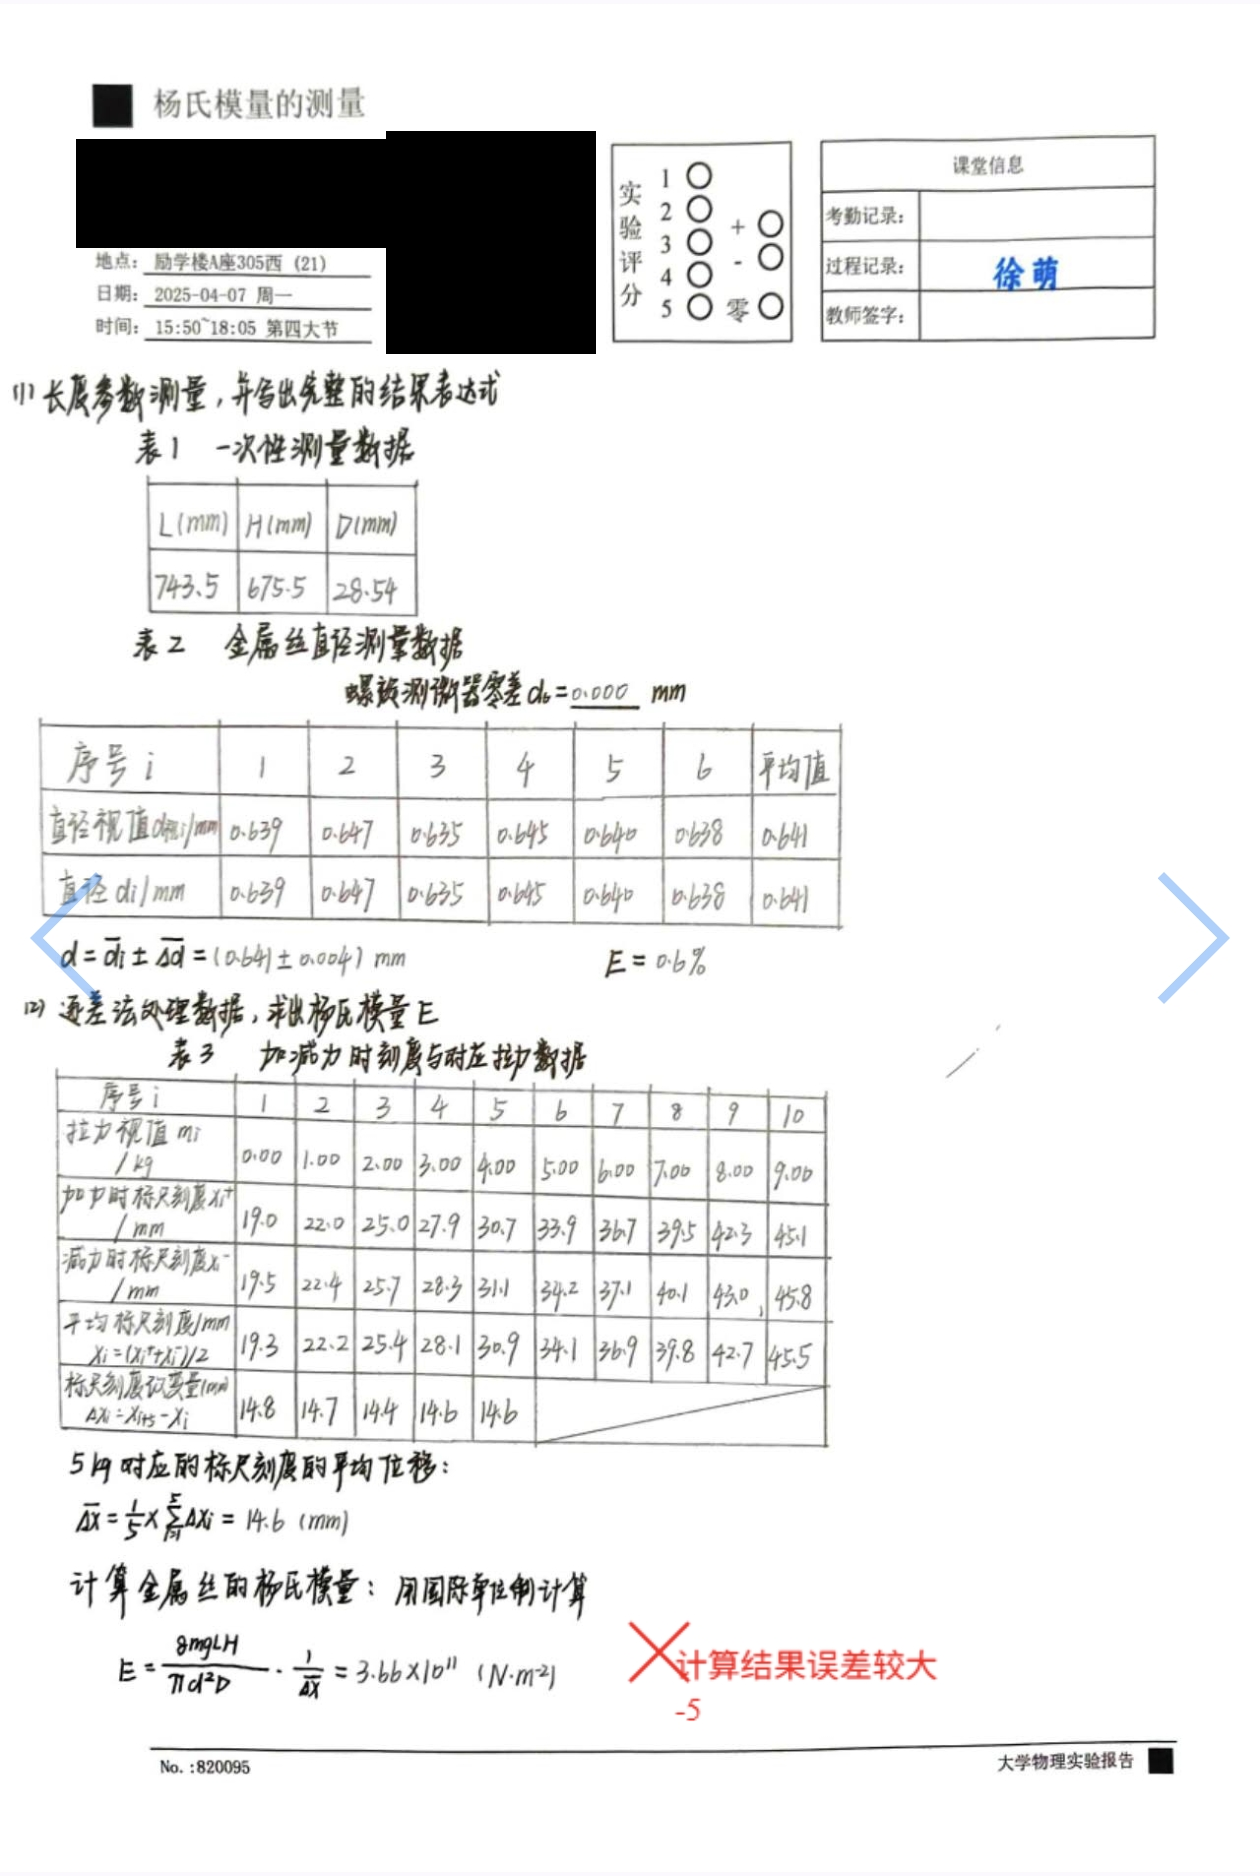 杨氏模量的测量
地点: 励学楼A座305西 (21)
日期: 2025-04-07 周一
时间: 15:50~18:05 第四大节
实验评分
1
2
3
4
5
+
-
零
课堂信息
考勤记录:
过程记录: 徐萌
教师签字:
(1) 长度参数测量,并写出完整的结果表达式
表1 一次性测量数据
L(mm) H(mm) D(mm)
743.5 675.5 28.54
表2 金属丝直径测量数据
螺旋测微器零差d₀=0.000 mm
序号i 1 2 3 4 5 6 平均值
直径视值d视i/mm 0.639 0.647 0.635 0.645 0.640 0.638 0.641
直径di/mm 0.639 0.647 0.635 0.645 0.640 0.638 0.641
d=d̄i±Δ̄d̄=(0.641±0.004) mm E=0.6%
(2) 逐差法处理数据,求出杨氏模量E
表3 加减力时刻度与对应拉力数据
序号i 1 2 3 4 5 6 7 8 9 10
拉力视值mi
/kg 0.00 1.00 2.00 3.00 4.00 5.00 6.00 7.00 8.00 9.00
加力时标尺刻度xi⁺
/mm 19.0 22.0 25.0 27.9 30.7 33.9 36.7 39.5 42.3 45.1
减力时标尺刻度xi⁻
/mm 19.5 22.4 25.7 28.3 31.1 34.2 37.1 40.1 43.0 45.8
平均标尺刻度/mm
xi=(xi⁺+xi⁻)/2 19.3 22.2 25.4 28.1 30.9 34.1 36.9 39.8 42.7 45.5
标尺刻度改变量(mm)
Δxi=xi+5-xi 14.8 14.7 14.4 14.6 14.6
5kg对应的标尺刻度的平均位移:
Δ̄x̄=1/5×∑⁵ᵢ₌₁Δxi=14.6 (mm)
计算金属丝的杨氏模量: 用国际单位制计算
E=8mgLH/πd²D·1/Δ̄x̄=3.66×10¹¹ (N·m⁻²)
计算结果误差较大
-5
No.:820095
大学物理实验报告